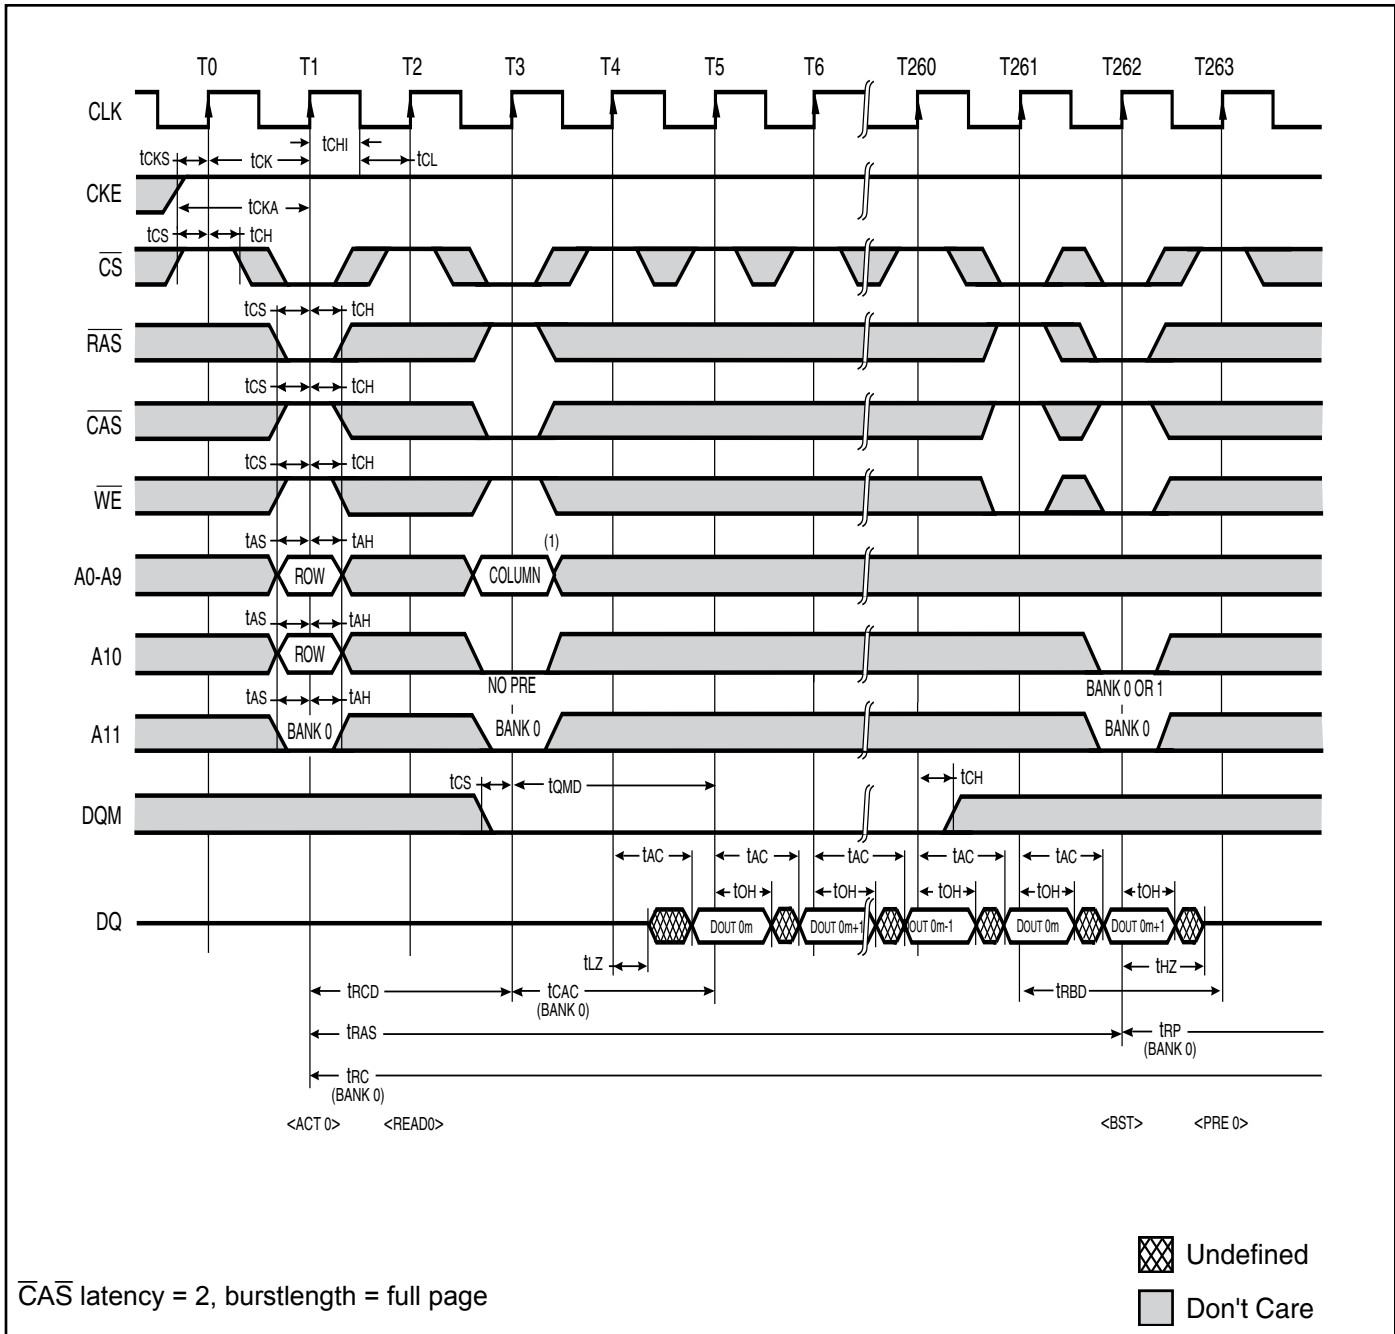 T0 T1 T2 T3 T4 T5 T6 T260 T261 T262 T263
CLK
tCHI
tCKS tCK tCL
CKE
tCKA
tCS tCH
CS
tCS tCH
RAS
tCS tCH
CAS
tCS tCH
WE
tAS tAH (1)
A0-A9 ROW COLUMN
tAS tAH
A10 ROW
NO PRE BANK 0 OR 1
tAS tAH
A11 BANK 0 BANK 0 BANK 0
tCS tQMD tCH
DQM
tAC tAC tAC tAC tAC
tOH tOH tOH tOH tOH
DQ DOUT 0m DOUT 0m+1 OUT 0m-1 DOUT 0m DOUT 0m+1
tLZ tHZ
tRCD tCAC tRBD
(BANK 0)
tRAS tRP
(BANK 0)
tRC
(BANK 0)
<ACT 0> <READ0> <BST> <PRE 0>
Undefined
CAS latency = 2, burstlength = full page
Don't Care